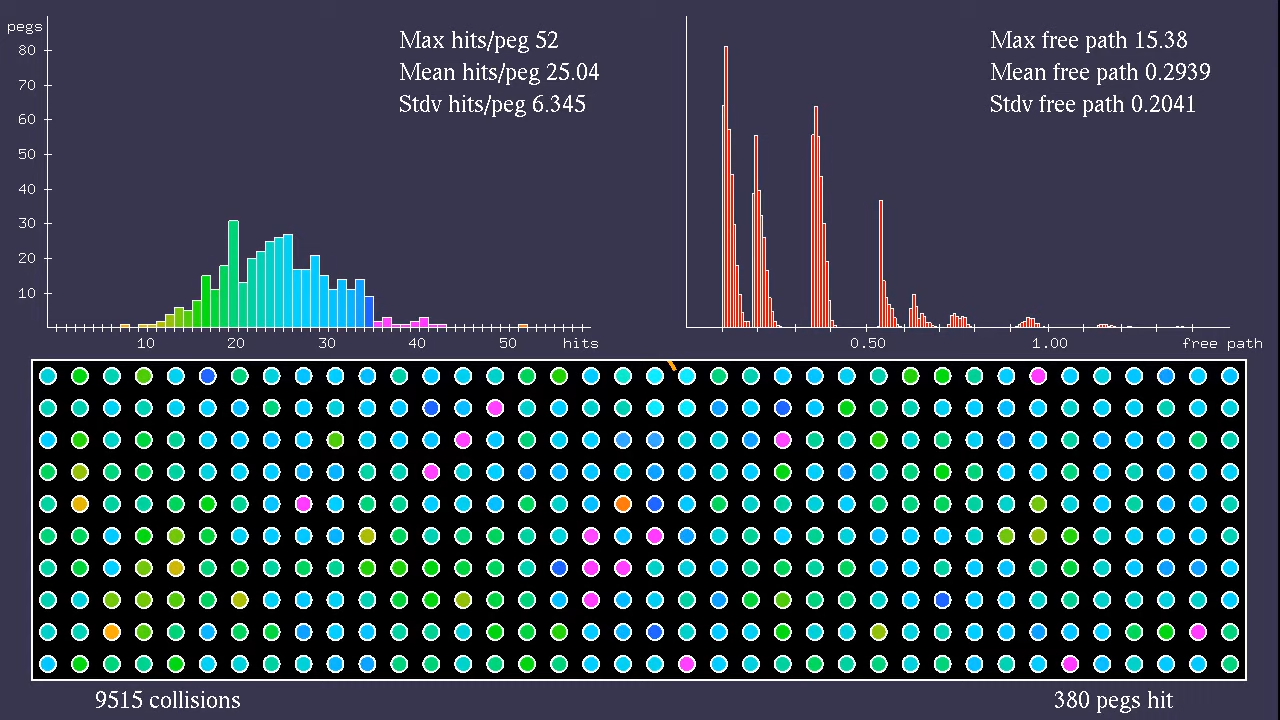 pegs
80
70
60
50
40
30
20
10
Max hits/peg 52
Mean hits/peg 25.04
Stdv hits/peg 6.345
10 20 30 40 50 hits
Max free path 15.38
Mean free path 0.2939
Stdv free path 0.2041
0.50 1.00 free path
9515 collisions
380 pegs hit